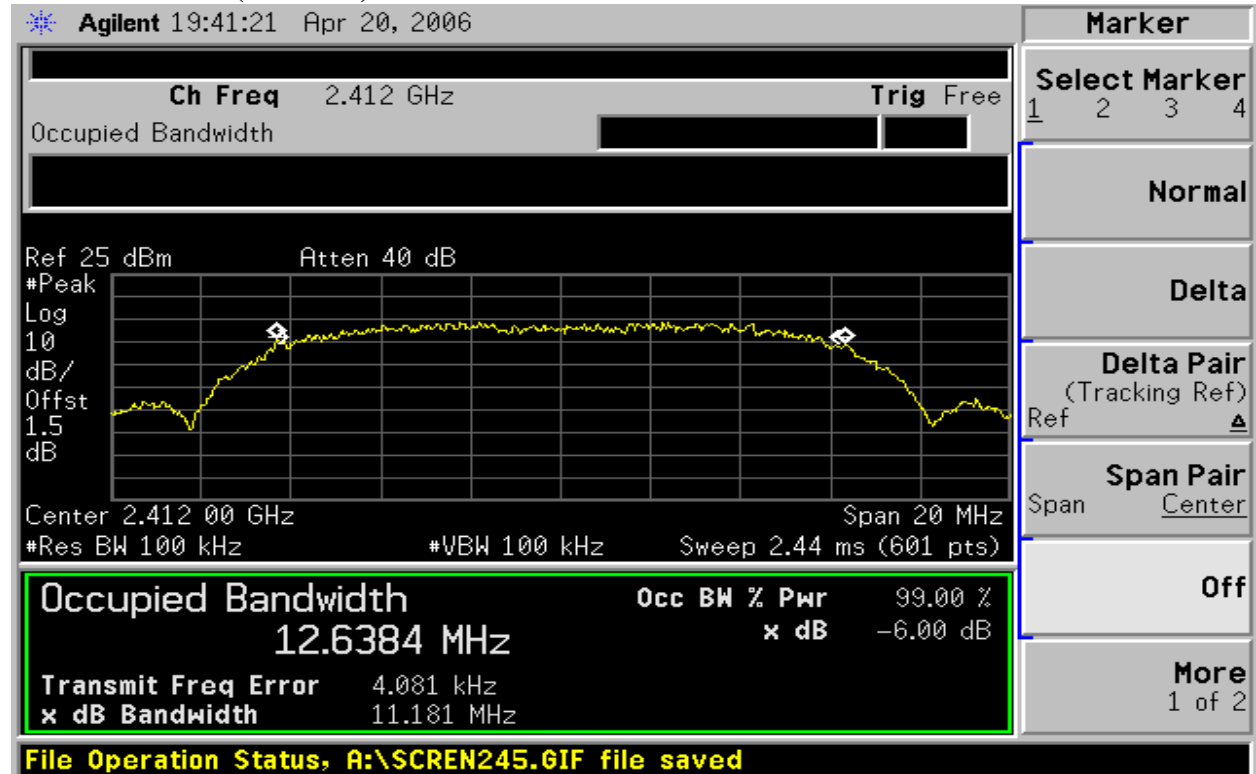 Agilent 19:41:21 Apr 20, 2006
Marker
Ch Freq 2.412 GHz
Trig Free
Occupied Bandwidth
Ref 25 dBm
Atten 40 dB
#Peak
Log
10
dB/
Offst
1.5
dB
Center 2.412 00 GHz
Span 20 MHz
#Res BW 100 kHz
#VBW 100 kHz
Sweep 2.44 ms (601 pts)
Occupied Bandwidth
12.6384 MHz
Occ BW % Pwr 99.00 %
x dB -6.00 dB
Transmit Freq Error 4.081 kHz
x dB Bandwidth 11.181 MHz
File Operation Status, A:\SCREN245.GIF file saved
Select Marker
1 2 3 4
Normal
Delta
Delta Pair
(Tracking Ref)
Ref Δ
Span Pair
Span Center
Off
More
1 of 2